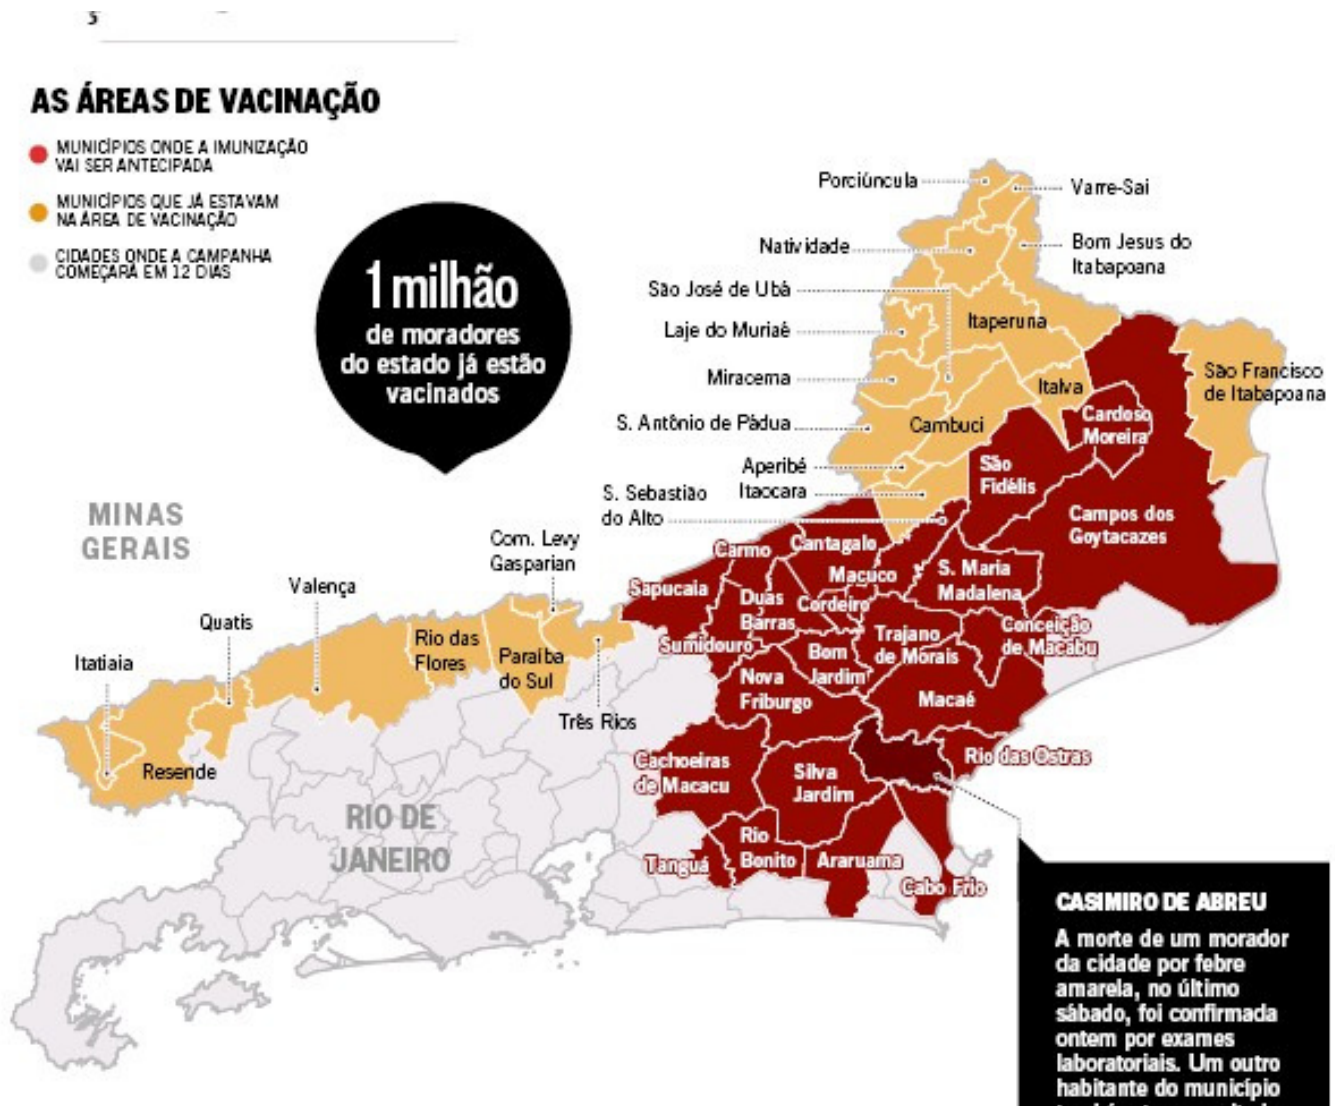 AS ÁREAS DE VACINAÇÃO
MUNICÍPIOS ONDE A IMUNIZAÇÃO
VAI SER ANTECIPADA
MUNICÍPIOS QUE JÁ ESTAVAM
NA ÁREA DE VACINAÇÃO
CIDADES ONDE A CAMPANHA
COMEÇARÁ EM 12 DIAS
1 milhão
de moradores
do estado já estão
vacinados
Porciúncula
Varre-Sai
Natividade
Bom Jesus do
Itabapoana
São José de Ubá
Laje do Muriaé
Itaperuna
Miracema
Italva
São Francisco
de Itabapoana
S. Antônio de Pádua
Cambuci
Cardoso
Moreira
Aperibé
São
Fidélis
S. Sebastião
do Alto
Itaocara
Campos dos
Goytacazes
MINAS
GERAIS
Com. Levy
Gasparian
Carmo
Cantagalo
Valença
Sapucaia
Macuco
S. Maria
Madalena
Duas
Barras
Cordeiro
Quatis
Rio das
Flores
Paraíba
do Sul
Sumidouro
Bom
Jardim
Trajano
de Morais
Conceição
de Macabu
Itatiaia
Nova
Friburgo
Macaé
Três Rios
Resende
Cachoeiras
de Macacu
Silva
Jardim
Rio das Ostras
RIO DE
JANEIRO
Tanguá
Rio
Bonito
Araruama
Cabo Frio
CASIMIRO DE ABREU
A morte de um morador
da cidade por febre
amarela, no último
sábado, foi confirmada
ontem por exames
laboratoriais. Um outro
habitante do município